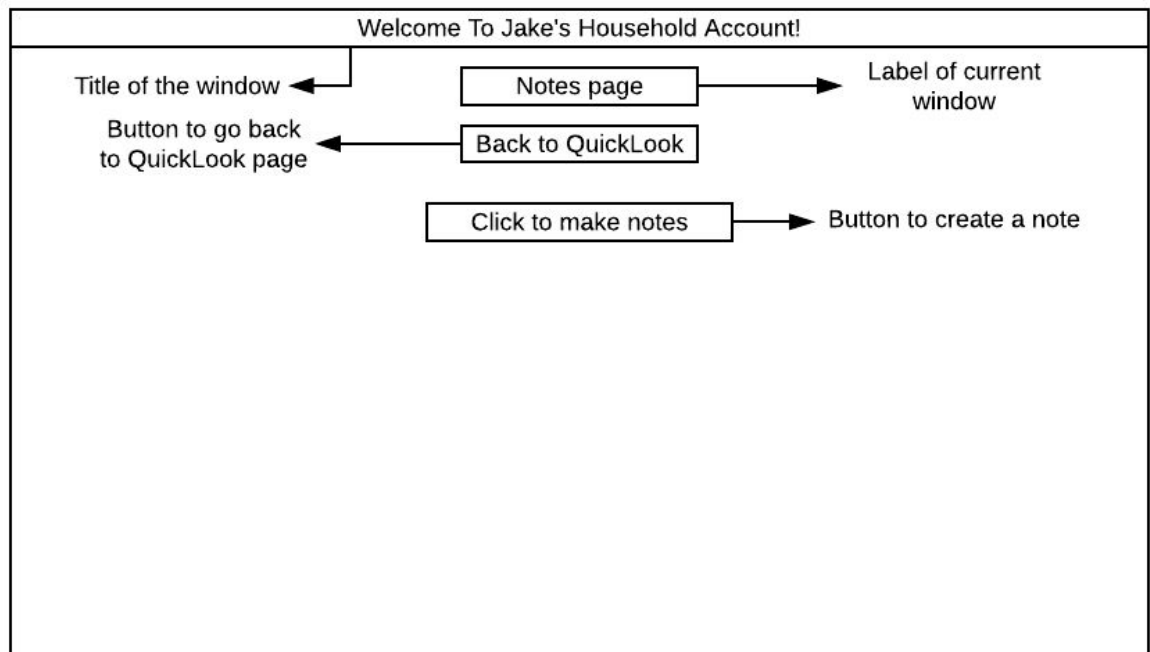 Welcome To Jake's Household Account!
Title of the window
Notes page
Label of current
window
Button to go back
to QuickLook page
Back to QuickLook
Click to make notes
Button to create a note